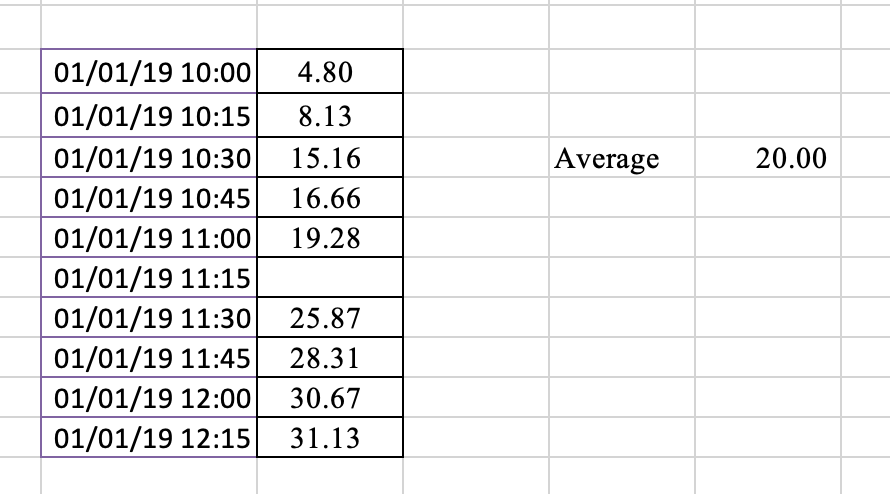 01/01/19 10:00 4.80
01/01/19 10:15 8.13
01/01/19 10:30 15.16 Average 20.00
01/01/19 10:45 16.66
01/01/19 11:00 19.28
01/01/19 11:15
01/01/19 11:30 25.87
01/01/19 11:45 28.31
01/01/19 12:00 30.67
01/01/19 12:15 31.13